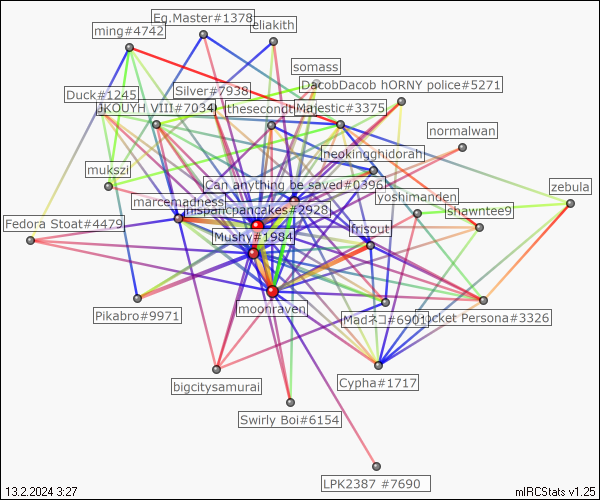 Eg.Master#1378
ming#4742
eliakith
somass
DacobDacob hORNY police#5271
Duck#1245
Silver#7938
JKOUYH VIII#7034
Majestic#3375
normalwan
neokingghidorah
mukszi
Can anything be saved#0396
yoshimanden
zebula
marcemadness
pancakes#2928
shawntee9
Fedora Stoat#4479
Mushy#1984
frisout
moonraven
Pikabro#9971
Madネコ#6901
Persona#3326
bigcitysamurai
Cypha#1717
Swirly Boi#6154
LPK2387 #7690
13.2.2024 3:27
mIRCStats v1.25